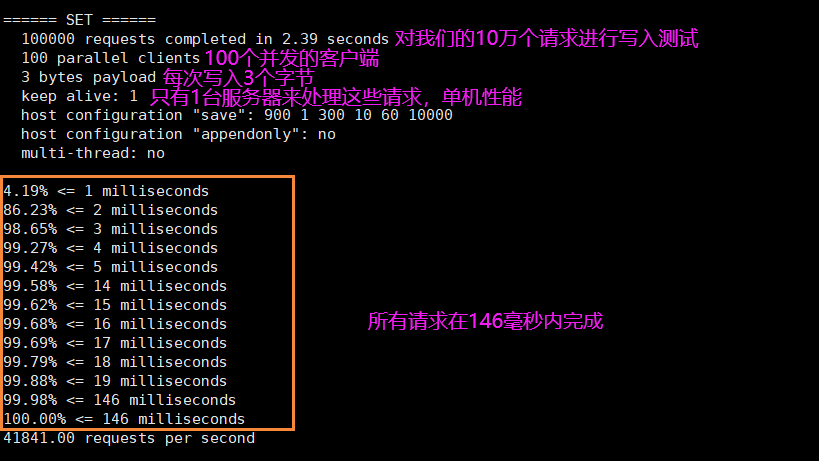 ====== SET ======
100000 requests completed in 2.39 seconds 对我们的10万个请求进行写入测试
100 parallel clients 100个并发的客户端
3 bytes payload 每次写入3个字节
keep alive: 1 只有1台服务器来处理这些请求，单机性能
host configuration "save": 900 1 300 10 60 10000
host configuration "appendonly": no
multi-thread: no
4.19% <= 1 milliseconds
86.23% <= 2 milliseconds
98.65% <= 3 milliseconds
99.27% <= 4 milliseconds
99.42% <= 5 milliseconds
99.58% <= 14 milliseconds
99.62% <= 15 milliseconds
99.68% <= 16 milliseconds 所有请求在146毫秒内完成
99.69% <= 17 milliseconds
99.79% <= 18 milliseconds
99.88% <= 19 milliseconds
99.98% <= 146 milliseconds
100.00% <= 146 milliseconds
41841.00 requests per second